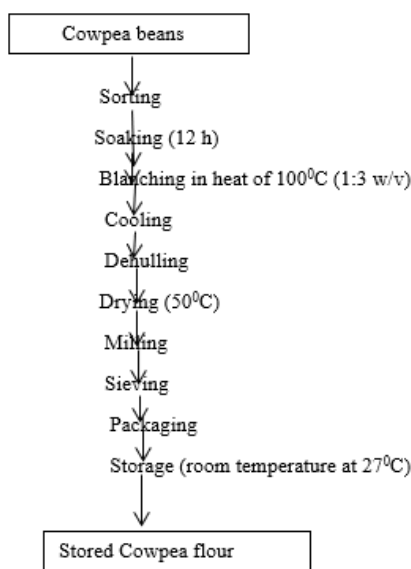 Cowpea beans
Sorting
Soaking (12 h)
Blanching in heat of 100⁰C (1:3 w/v)
Cooling
Dehulling
Drying (50⁰C)
Milling
Sieving
Packaging
Storage (room temperature at 27⁰C)
Stored Cowpea flour